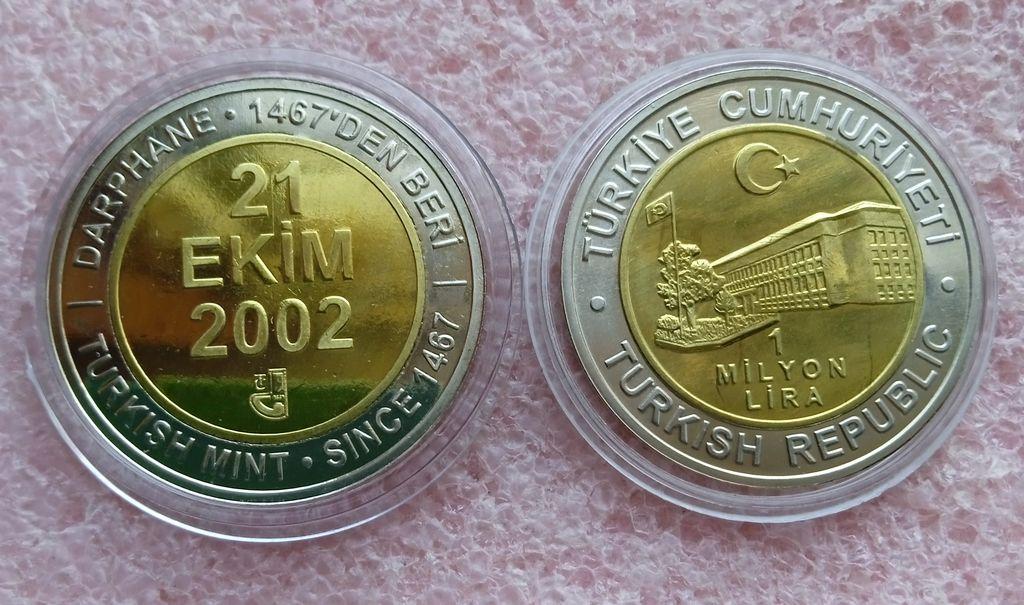 DARPHANE • 1467'DEN BERİ
21
EKİM
2002
TURKISH MINT • SINCE 1467
TÜRKİYE CUMHURİYETİ
1
MİLYON
LİRA
TURKISH REPUBLIC